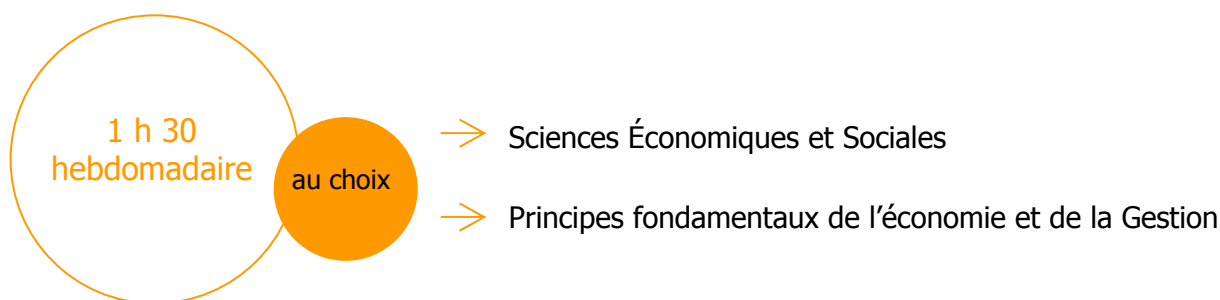 1 h 30
hebdomadaire
au choix
Sciences Économiques et Sociales
Principes fondamentaux de l’économie et de la Gestion